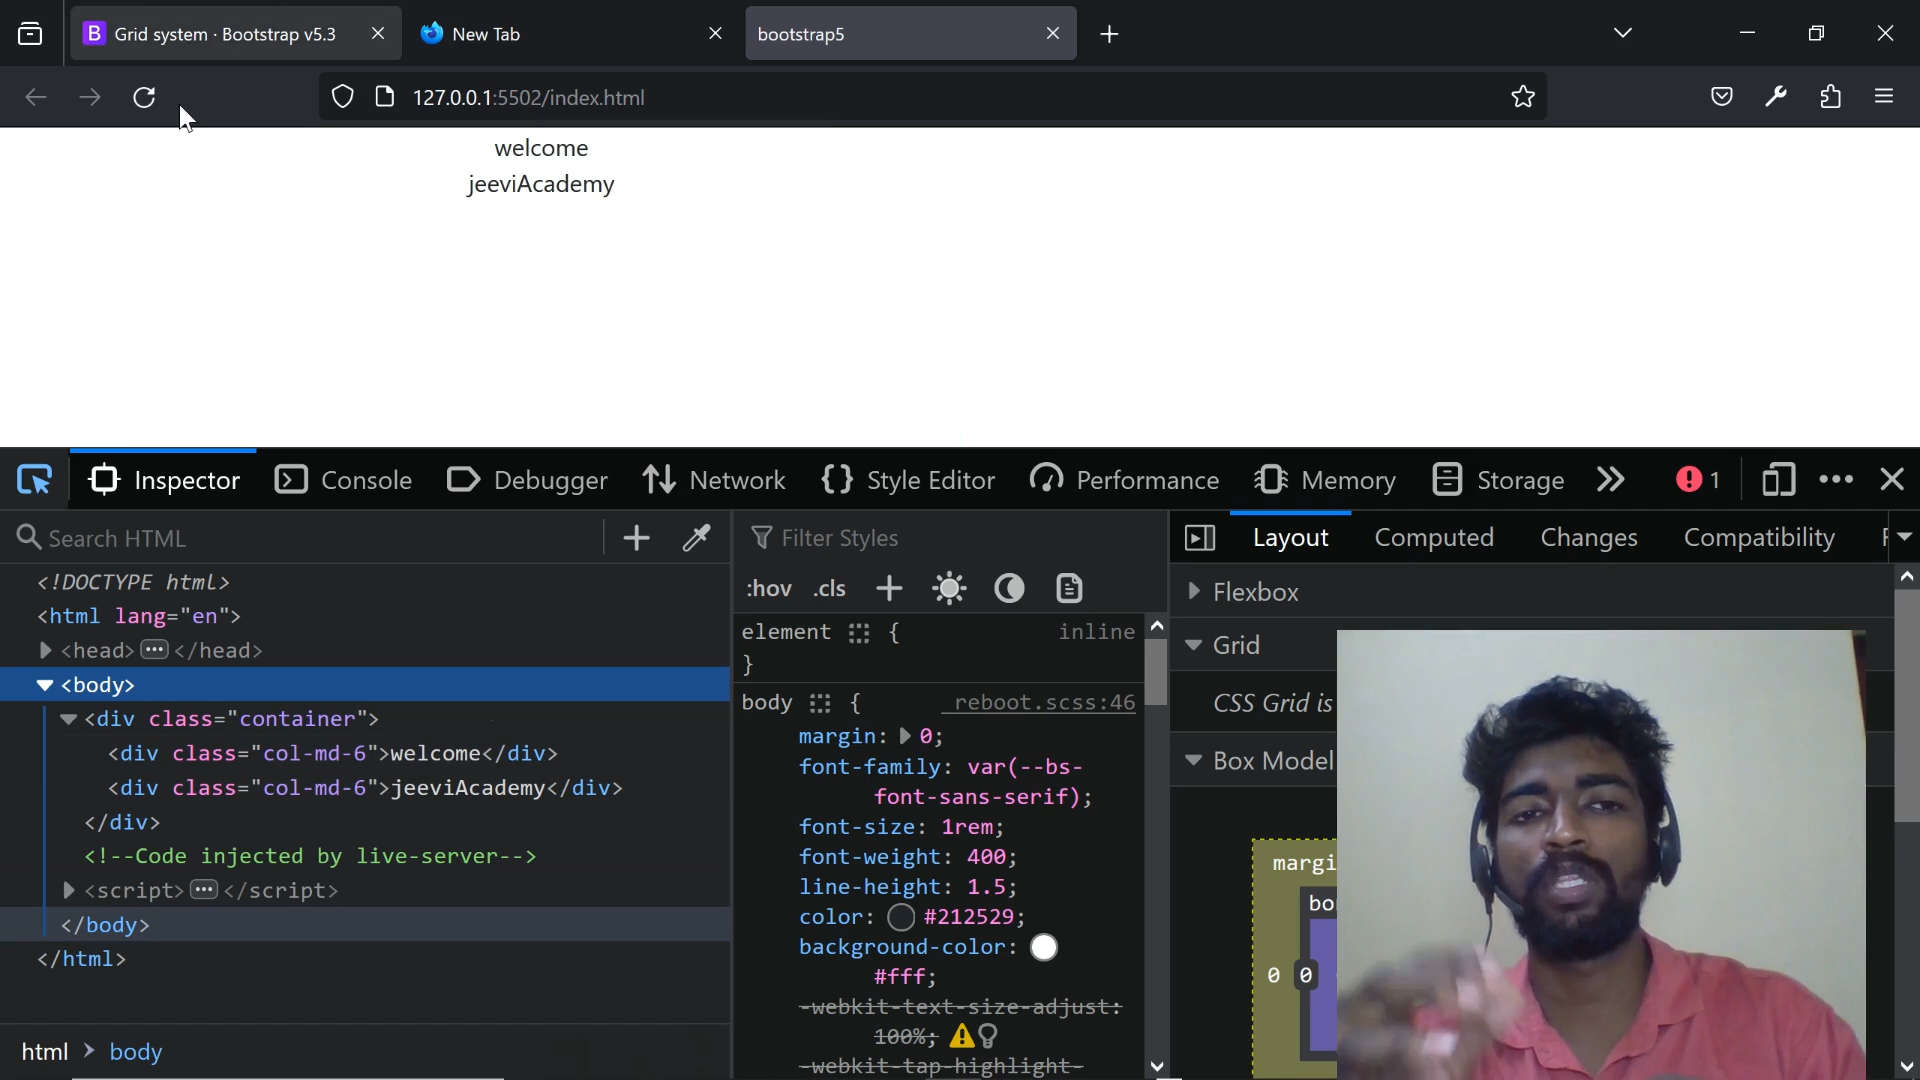 B Grid system · Bootstrap v5.3
New Tab
bootstrap5
127.0.0.1:5502/index.html
welcome
jeeviAcademy
Inspector
Console
Debugger
Network
{} Style Editor
Performance
Memory
Storage
1
Search HTML
<!DOCTYPE html>
<html lang="en">
<head> ••• </head>
<body>
<div class="container">
<div class="col-md-6">welcome</div>
<div class="col-md-6">jeeviAcademy</div>
</div>
<!--Code injected by live-server-->
<script> ••• </script>
</body>
</html>
html > body
Filter Styles
:hov .cls
element { inline
}
body { reboot.scss:46
margin: 0;
font-family: var(--bs-
font-sans-serif);
font-size: 1rem;
font-weight: 400;
line-height: 1.5;
color: #212529;
background-color:
#fff;
-webkit-text-size-adjust:
100%;
-webkit-tap-highlight-
Layout
Computed
Changes
Compatibility
Flexbox
Grid
CSS Grid is
Box Model
margi
bo
0 0